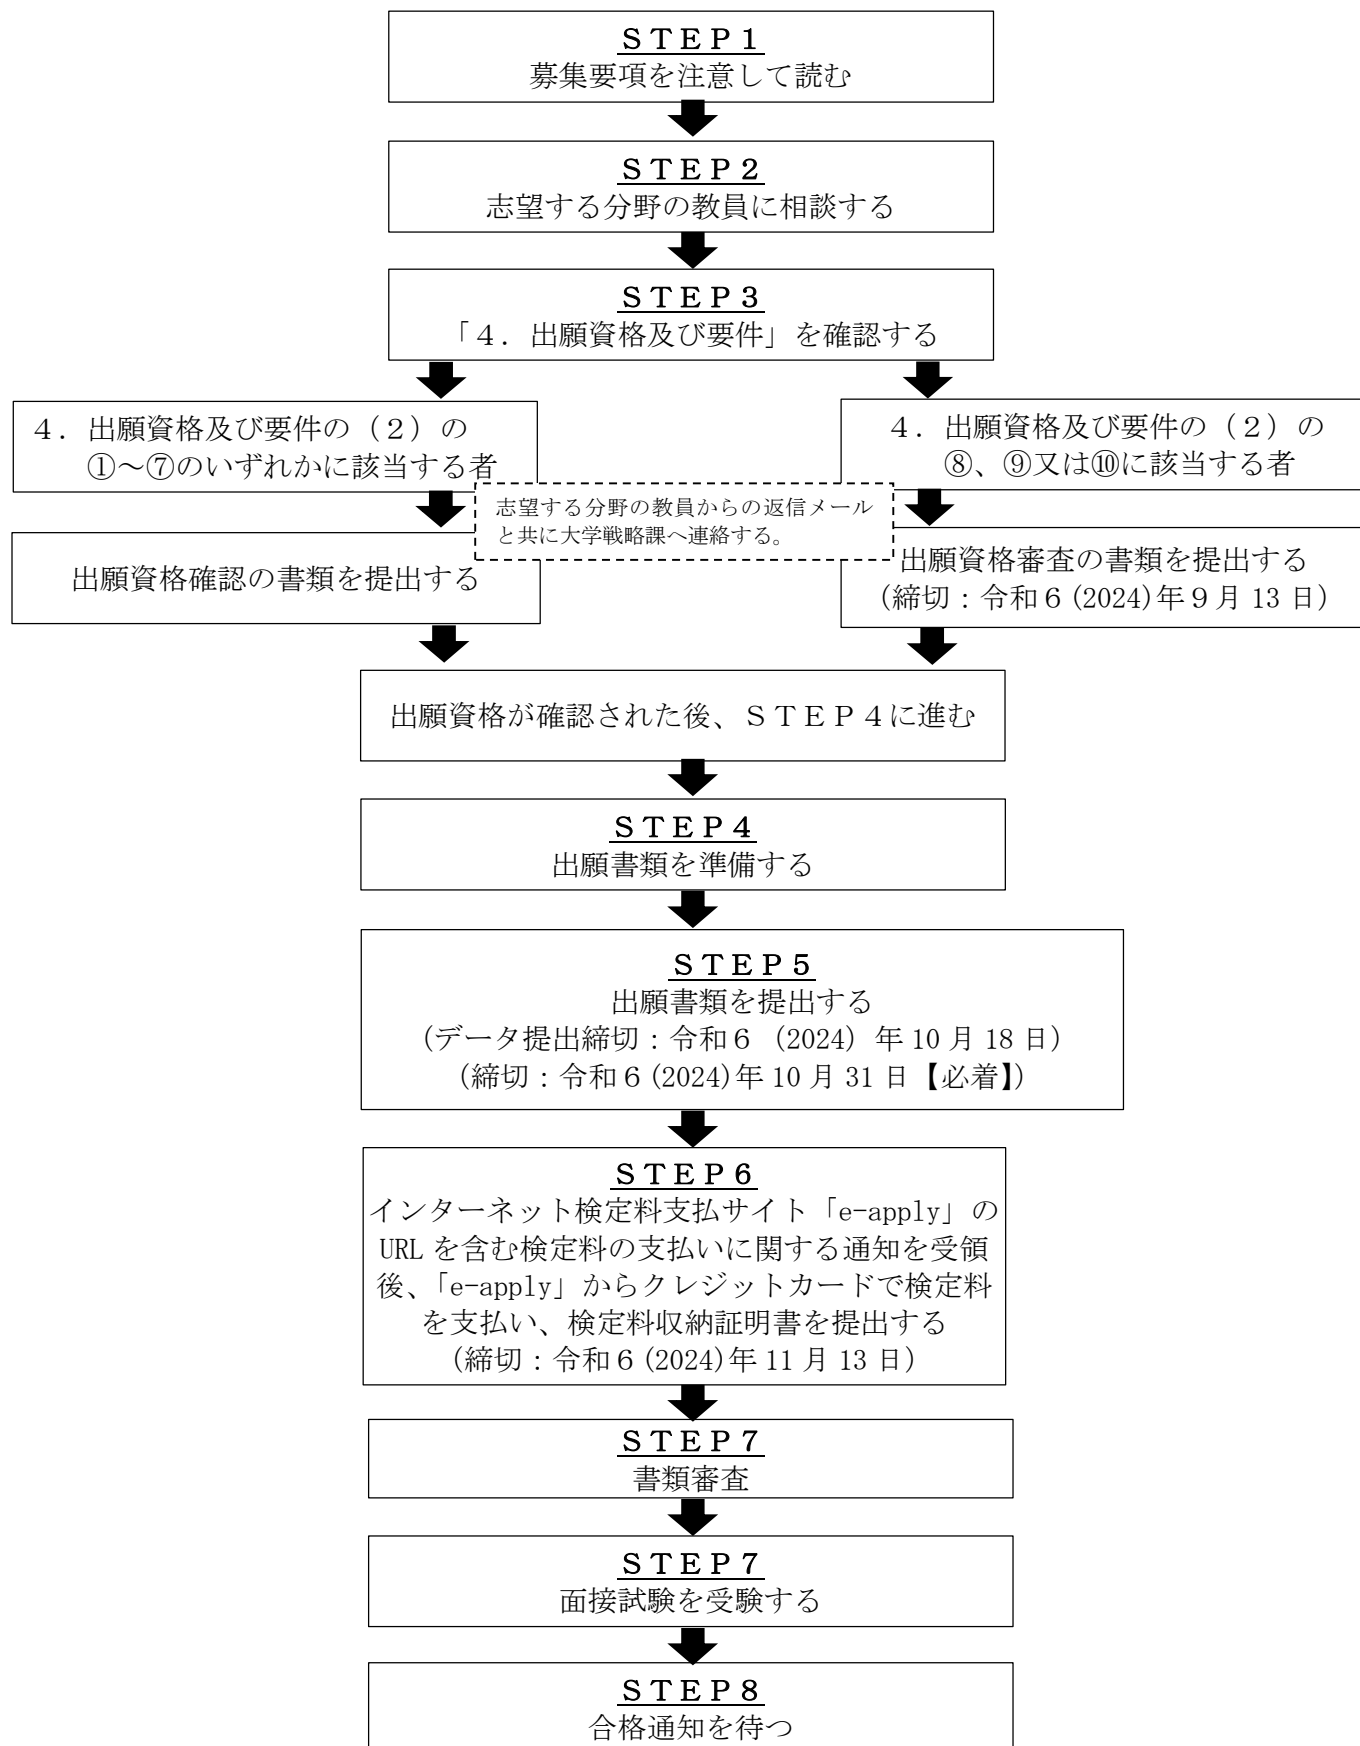 ＳＴＥＰ１
募集要項を注意して読む
ＳＴＥＰ２
志望する分野の教員に相談する
ＳＴＥＰ３
「４．出願資格及び要件」を確認する
４．出願資格及び要件の（２）の
①～⑦のいずれかに該当する者
４．出願資格及び要件の（２）の
⑧、⑨又は⑩に該当する者
志望する分野の教員からの返信メール
と共に大学戦略課へ連絡する。
出願資格確認の書類を提出する
出願資格審査の書類を提出する
（締切：令和６(2024)年９月 13 日）
出願資格が確認された後、ＳＴＥＰ４に進む
ＳＴＥＰ４
出願書類を準備する
ＳＴＥＰ５
出願書類を提出する
（データ提出締切：令和６ (2024) 年 10 月 18 日）
（締切：令和６(2024)年 10 月 31 日【必着】）
ＳＴＥＰ６
インターネット検定料支払サイト「e-apply」の
URL を含む検定料の支払いに関する通知を受領
後、「e-apply」からクレジットカードで検定料
を支払い、検定料収納証明書を提出する
（締切：令和６(2024)年 11 月 13 日）
ＳＴＥＰ７
書類審査
ＳＴＥＰ７
面接試験を受験する
ＳＴＥＰ８
合格通知を待つ